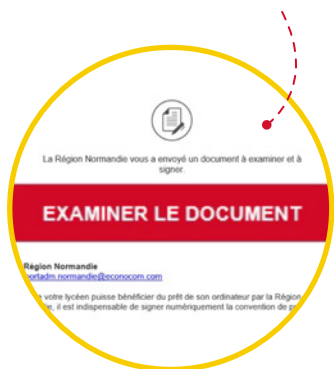 La Région Normandie vous a envoyé un document à examiner et à
signer.
EXAMINER LE DOCUMENT
Région Normandie
portadm.normandie@econocom.com
votre lycéen puisse bénéficier du prêt de son ordinateur par la Région
il est indispensable de signer numériquement la convention de